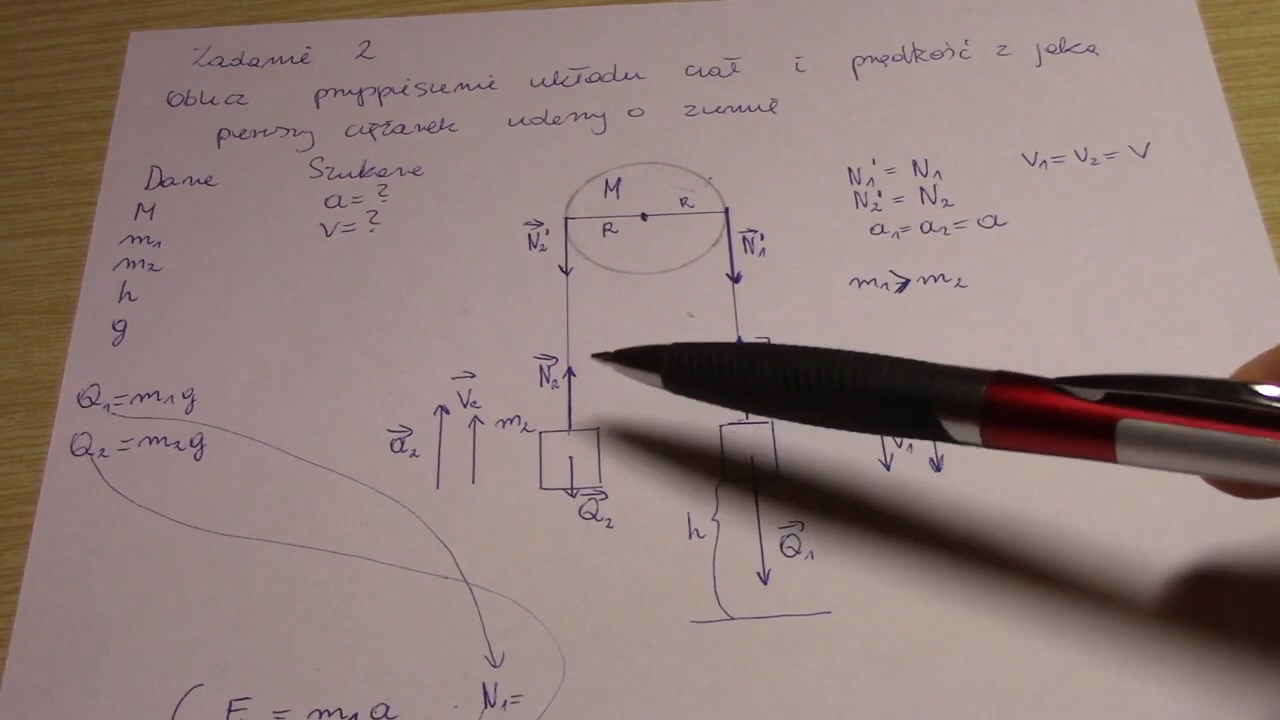 Zadanie 2
Oblicz przyspieszenie układu ciał i prędkość z jaką
pierwszy ciężarek uderzy o ziemię
Dane
Szukane
M
a = ?
m₁
v = ?
m₂
h
g
M
R
R
N₂'
N₁'
N₁' = N₁
N₂' = N₂
a₁ = a₂ = a
V₁ = V₂ = V
m₁ > m₂
Q₁ = m₁g
Q₂ = m₂g
a₂
V₂
N₂
m₂
Q₂
h
Q₁
V₁
F = m₁a
N₁ =